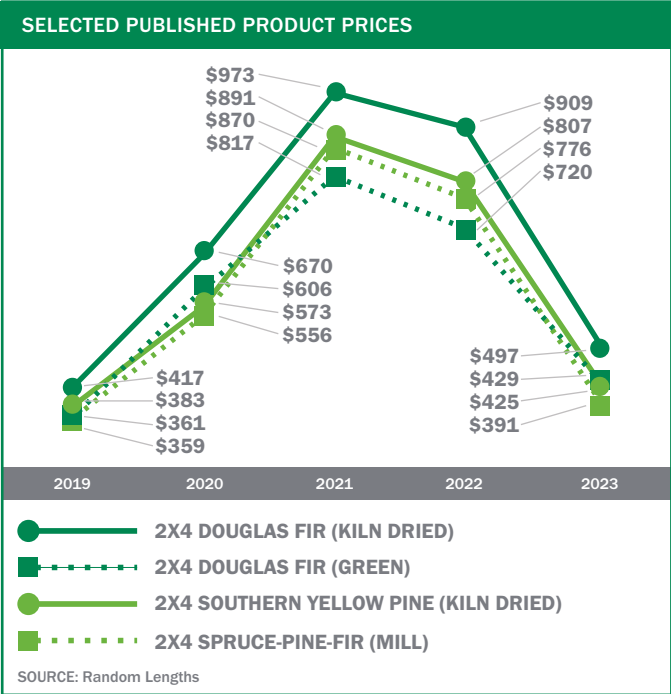 SELECTED PUBLISHED PRODUCT PRICES
$973
$891
$870
$817
$909
$807
$776
$720
$670
$606
$573
$556
$497
$429
$425
$391
$417
$383
$361
$359
2019 2020 2021 2022 2023
2X4 DOUGLAS FIR (KILN DRIED)
2X4 DOUGLAS FIR (GREEN)
2X4 SOUTHERN YELLOW PINE (KILN DRIED)
2X4 SPRUCE-PINE-FIR (MILL)
SOURCE: Random Lengths